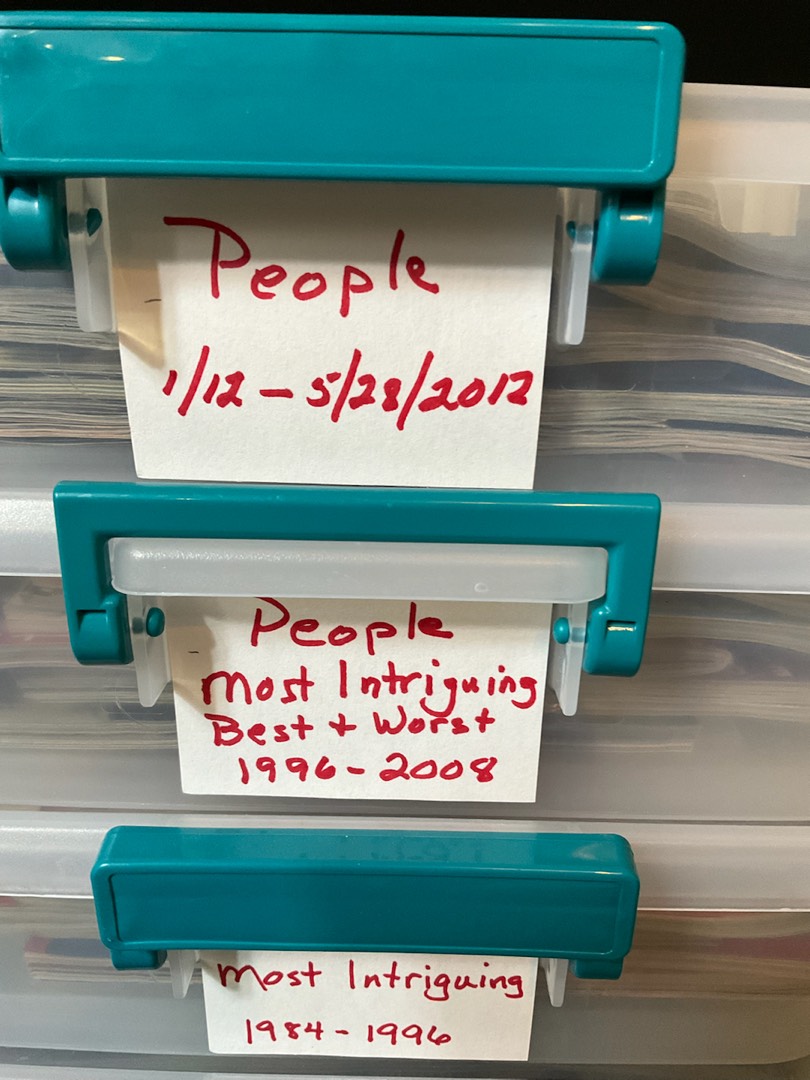 People
1/12 – 5/28/2012
People
Most Intriguing
Best + Worst
1996 - 2008
Most Intriguing
1984 - 1996